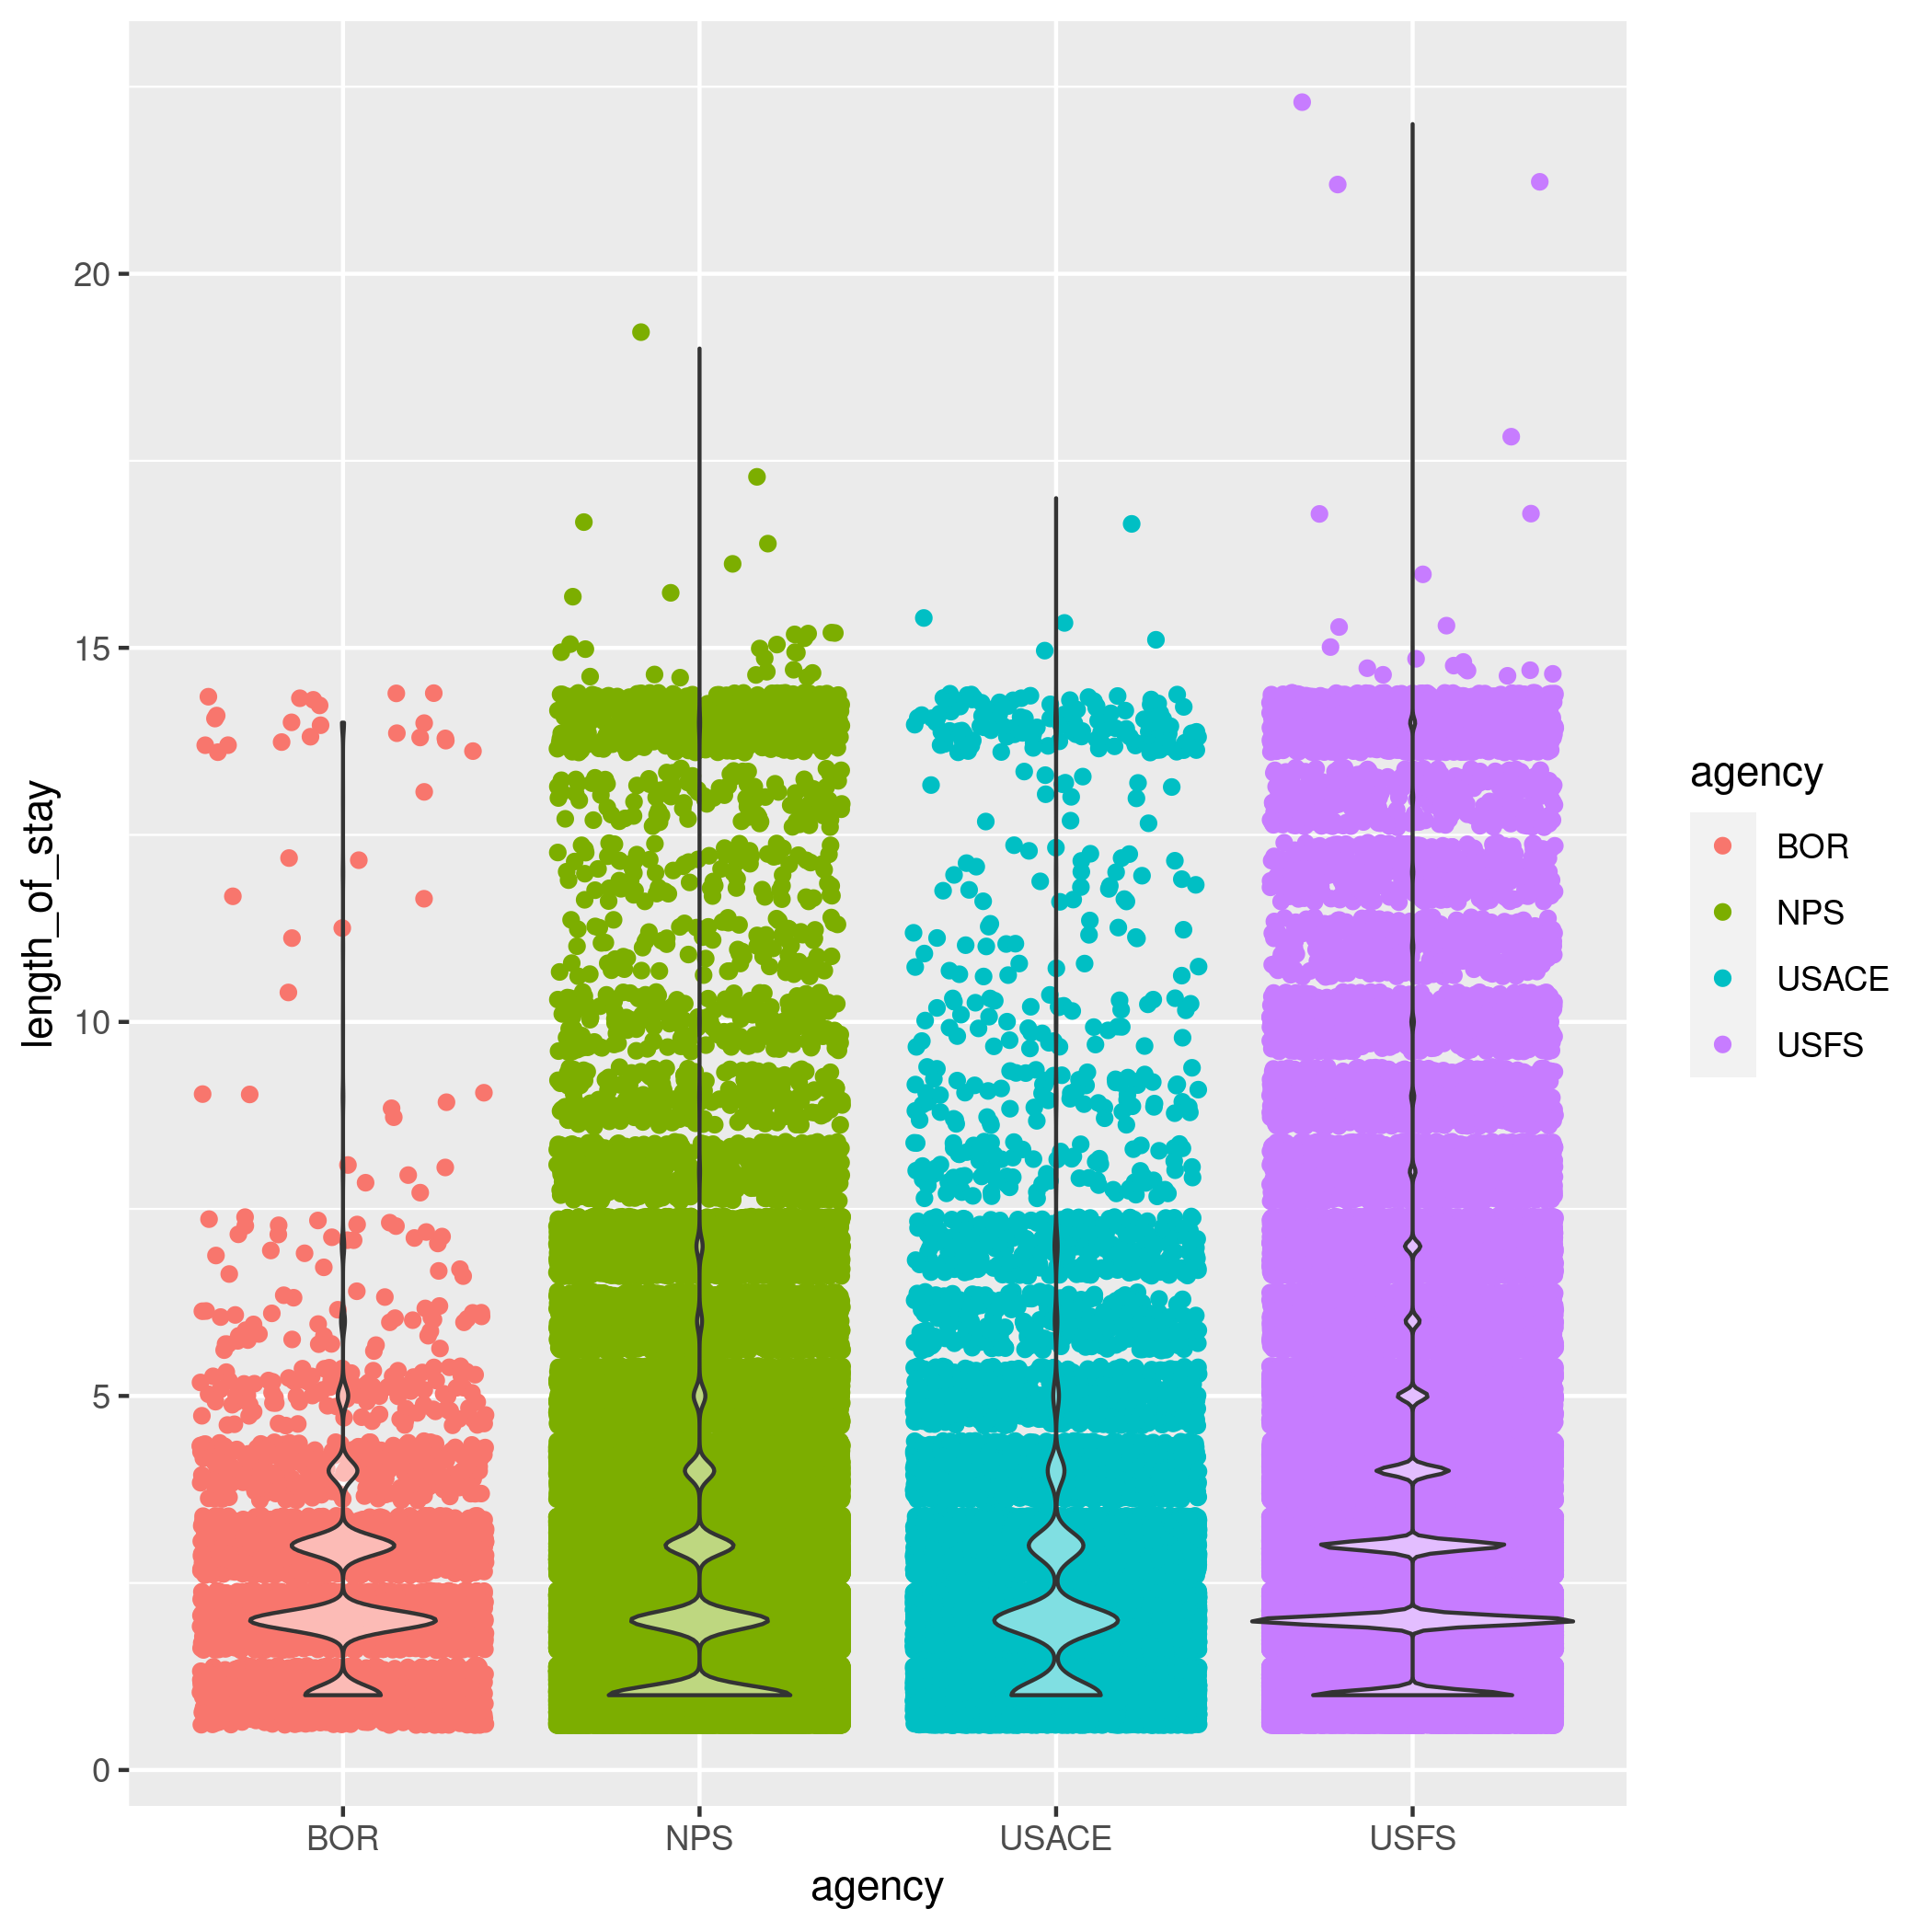 length_of_stay
20
15
10
5
0
BOR
NPS
USACE
USFS
agency
agency
BOR
NPS
USACE
USFS